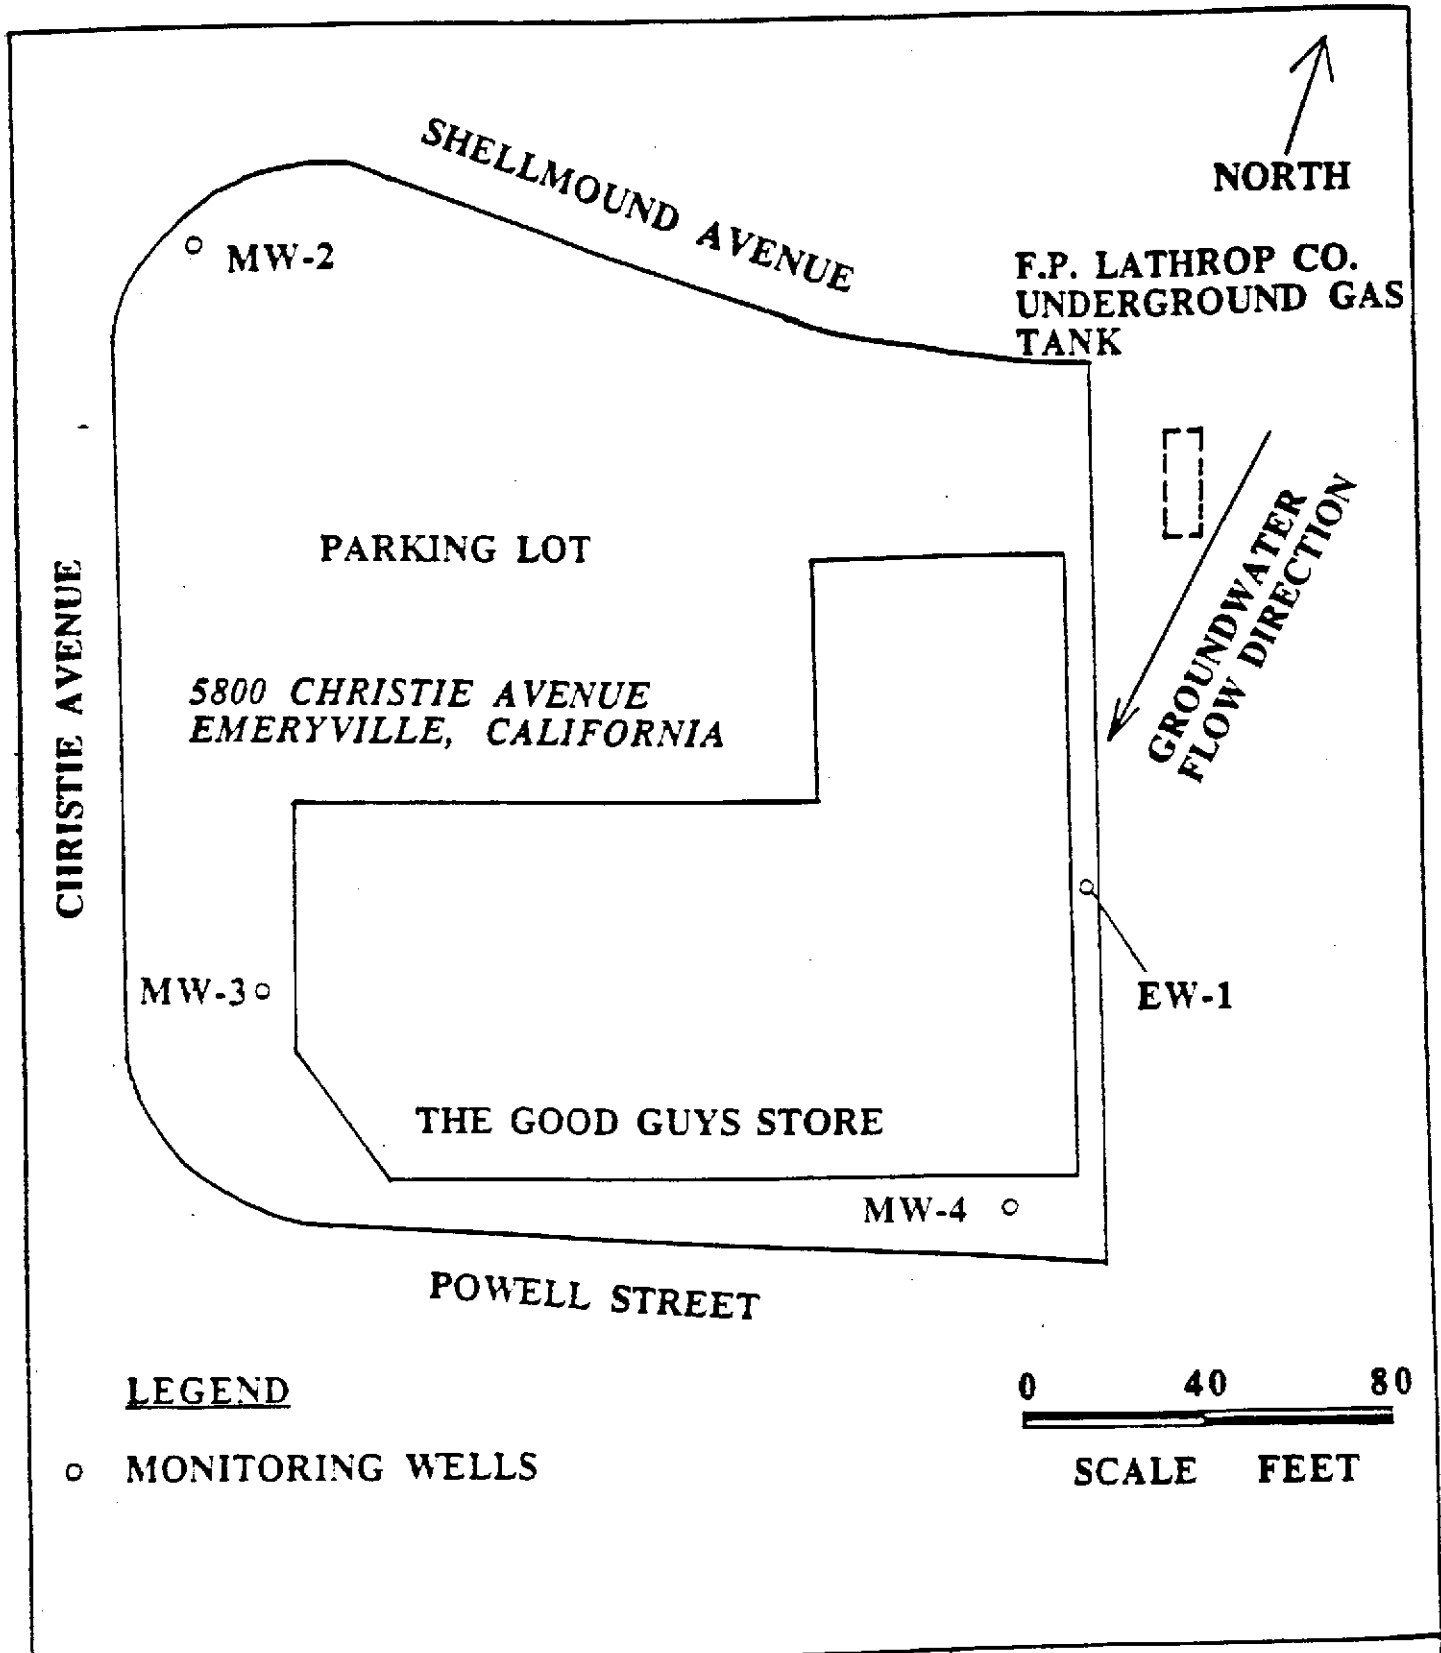 SHELLMOUND AVENUE
NORTH
MW-2
F.P. LATHROP CO.
UNDERGROUND GAS
TANK
PARKING LOT
GROUNDWATER
FLOW DIRECTION
CHRISTIE AVENUE
5800 CHRISTIE AVENUE
EMERYVILLE, CALIFORNIA
MW-3
EW-1
THE GOOD GUYS STORE
MW-4
POWELL STREET
LEGEND
0 40 80
MONITORING WELLS
SCALE FEET